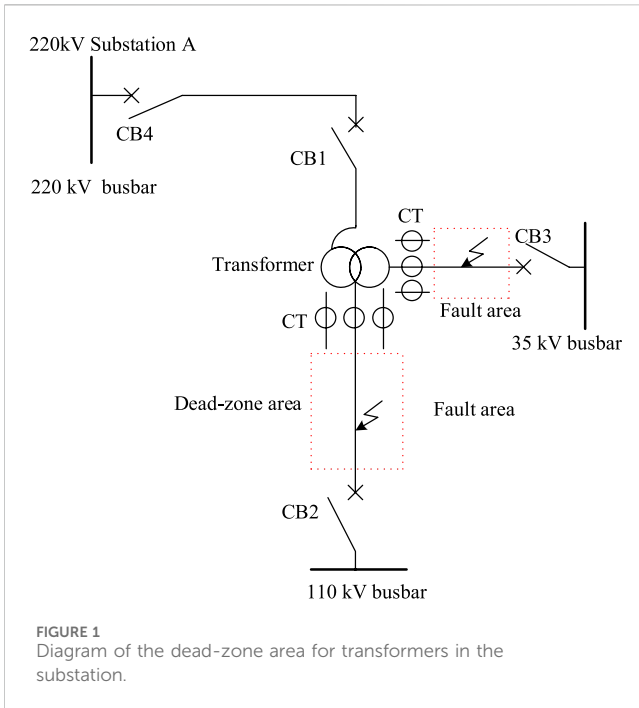 220kV Substation A
CB4
220 kV busbar
CB1
CT
CB3
Transformer
Fault area
CT
35 kV busbar
Dead-zone area
Fault area
CB2
110 kV busbar
FIGURE 1
Diagram of the dead-zone area for transformers in the
substation.